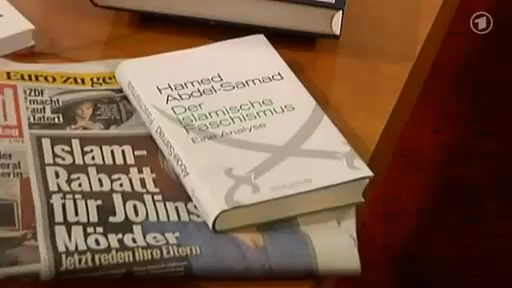 1
Euro zu ge
ZDF
macht
auf
Tatort
Islam-
Rabatt
für Jolins
Mörder
Jetzt reden ihre Eltern
Hamed
Abdel-Samad
Der
islamische
Faschismus
Eine Analyse